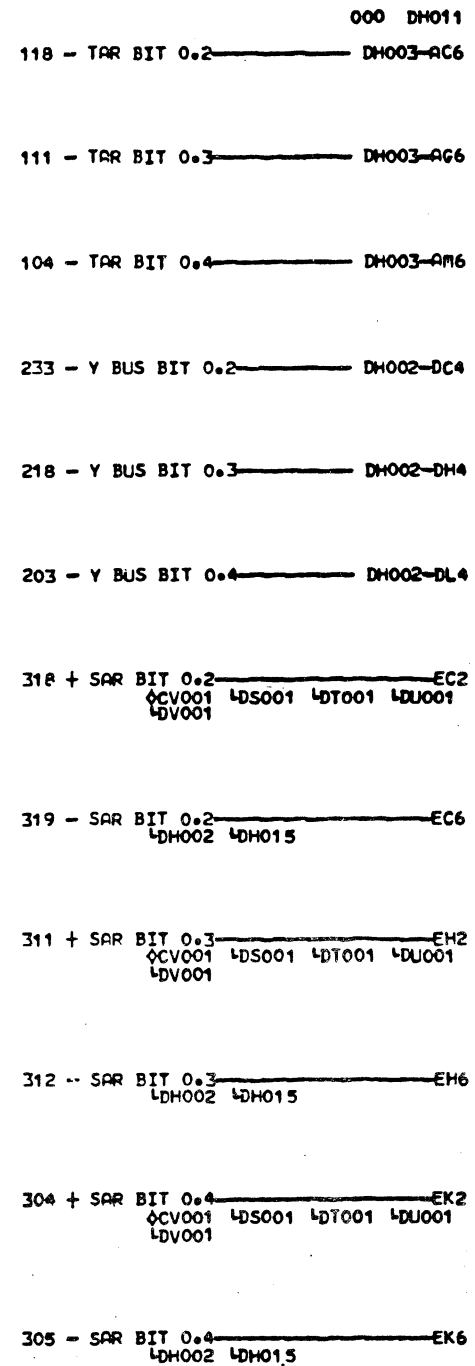 000 DH011
118 - TAR BIT 0.2 DH003-AC6
111 - TAR BIT 0.3 DH003-AG6
104 - TAR BIT 0.4 DH003-AM6
233 - Y BUS BIT 0.2 DH002-DC4
218 - Y BUS BIT 0.3 DH002-DH4
203 - Y BUS BIT 0.4 DH002-DL4
318 + SAR BIT 0.2 EC2
◊CV001 └DS001 └DT001 └DU001
└DV001
319 - SAR BIT 0.2 EC6
└DH002 └DH015
311 + SAR BIT 0.3 EH2
◊CV001 └DS001 └DT001 └DU001
└DV001
312 - SAR BIT 0.3 EH6
└DH002 └DH015
304 + SAR BIT 0.4 EK2
◊CV001 └DS001 └DT001 └DU001
└DV001
305 - SAR BIT 0.4 EK6
└DH002 └DH015